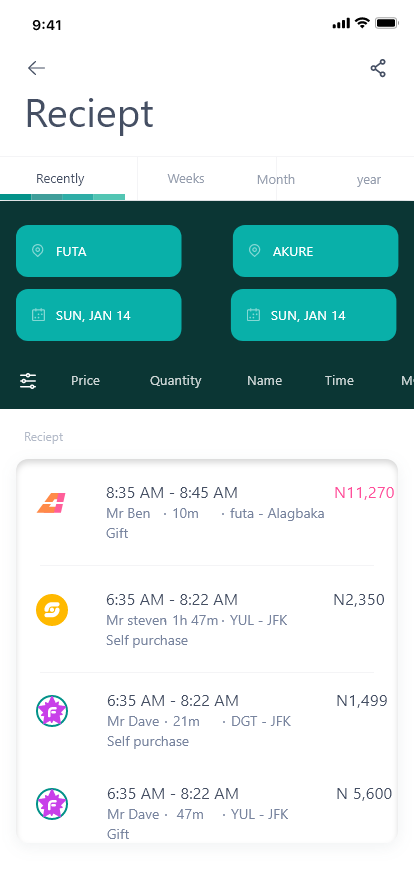 9:41
Reciept
Recently Weeks Month year
FUTA AKURE
SUN, JAN 14 SUN, JAN 14
Price Quantity Name Time M
Reciept
8:35 AM - 8:45 AM N11,270
Mr Ben · 10m · futa - Alagbaka
Gift
6:35 AM - 8:22 AM N2,350
Mr steven 1h 47m · YUL - JFK
Self purchase
6:35 AM - 8:22 AM N1,499
Mr Dave · 21m · DGT - JFK
Self purchase
6:35 AM - 8:22 AM N 5,600
Mr Dave · 47m · YUL - JFK
Gift